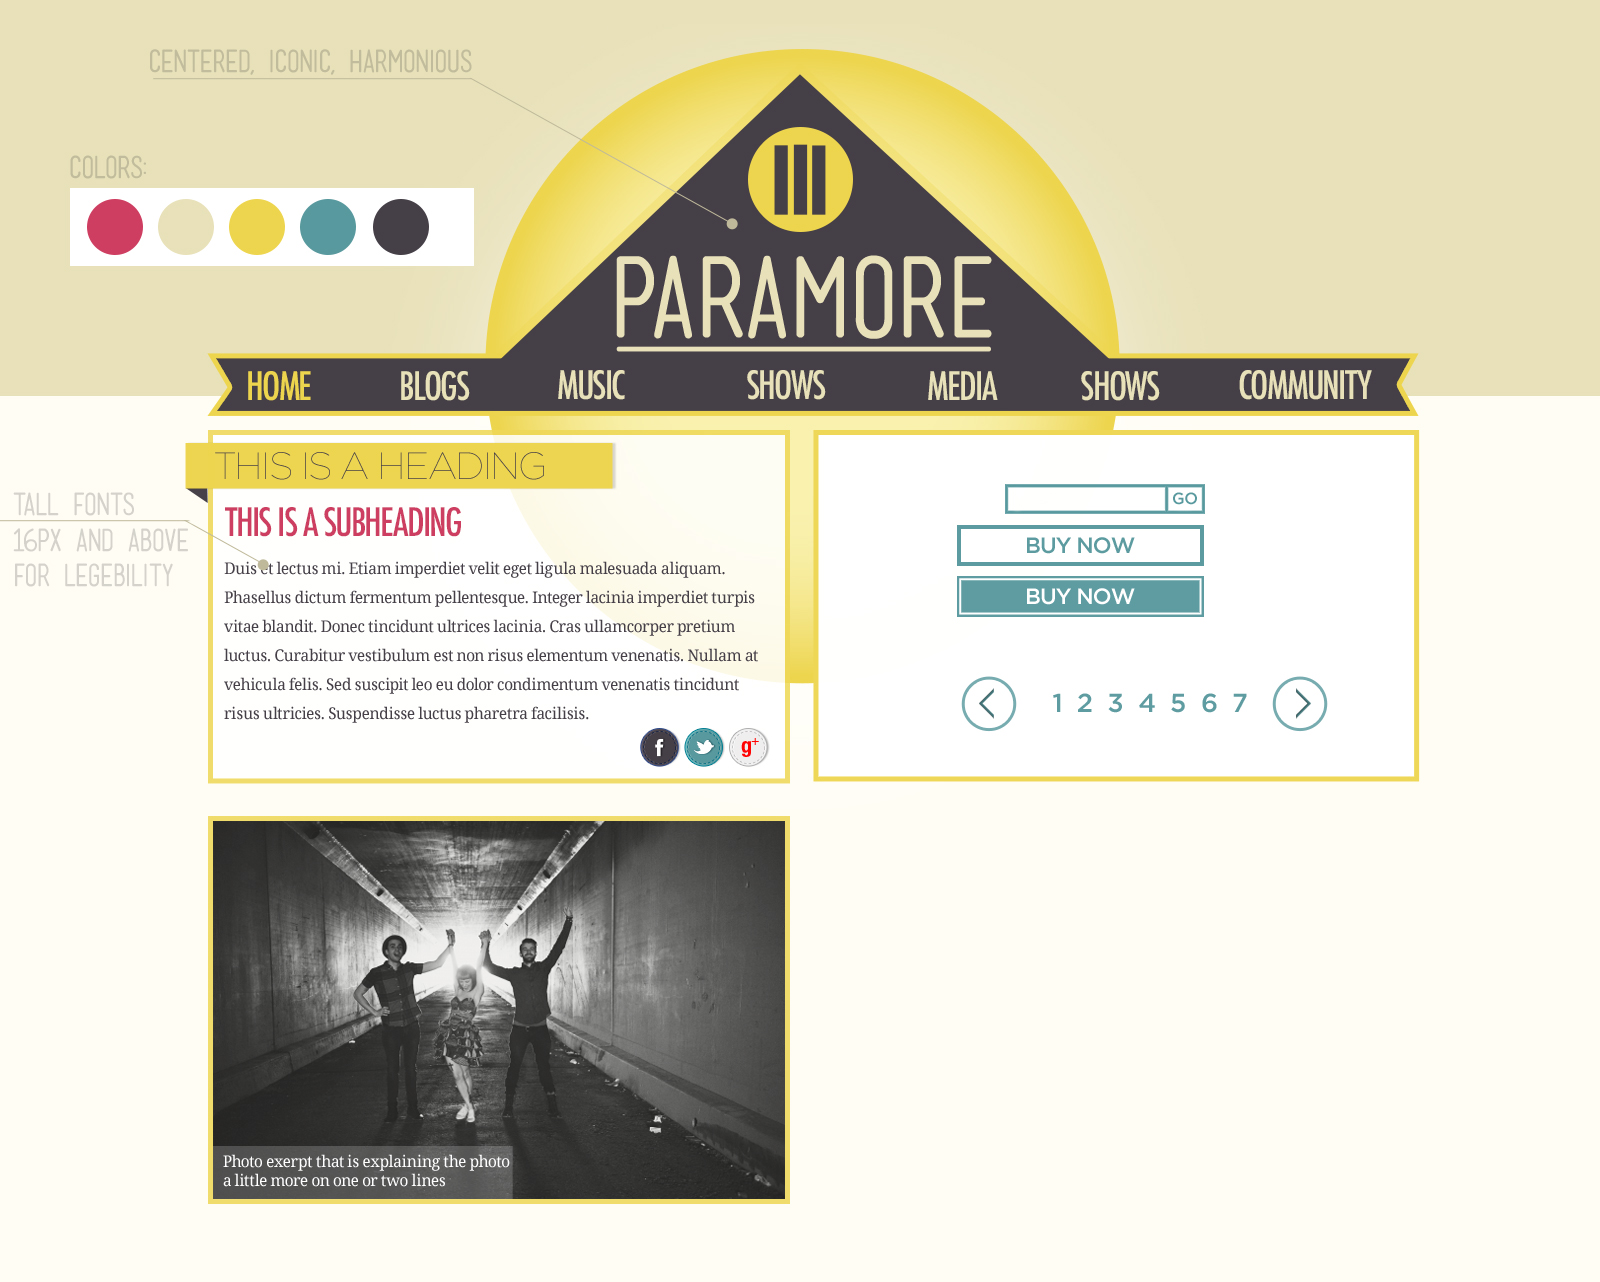 CENTERED, ICONIC, HARMONIOUS
COLORS:
PARAMORE
HOME BLOGS MUSIC SHOWS MEDIA SHOWS COMMUNITY
THIS IS A HEADING
THIS IS A SUBHEADING
TALL FONTS
16PX AND ABOVE
FOR LEGEBILITY
Duis et lectus mi. Etiam imperdiet velit eget ligula malesuada aliquam.
Phasellus dictum fermentum pellentesque. Integer lacinia imperdiet turpis
vitae blandit. Donec tincidunt ultrices lacinia. Cras ullamcorper pretium
luctus. Curabitur vestibulum est non risus elementum venenatis. Nullam at
vehicula felis. Sed suscipit leo eu dolor condimentum venenatis tincidunt
risus ultricies. Suspendisse luctus pharetra facilisis.
f g+
GO
BUY NOW
BUY NOW
1 2 3 4 5 6 7
Photo exerpt that is explaining the photo
a little more on one or two lines